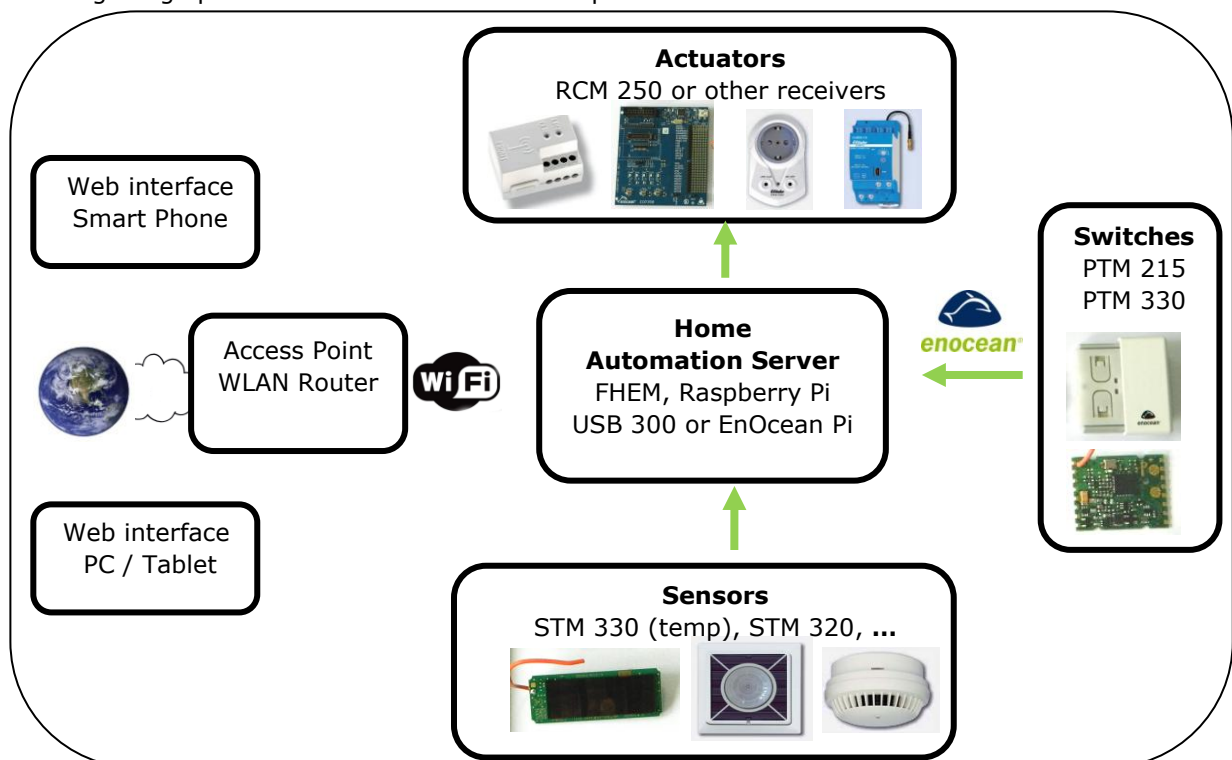 Actuators
RCM 250 or other receivers
Web interface
Smart Phone
Switches
PTM 215
PTM 330
enocean®
Home
Automation Server
FHEM, Raspberry Pi
USB 300 or EnOcean Pi
Access Point
WLAN Router
Wi Fi
enocean
Web interface
PC / Tablet
Sensors
STM 330 (temp), STM 320, ...